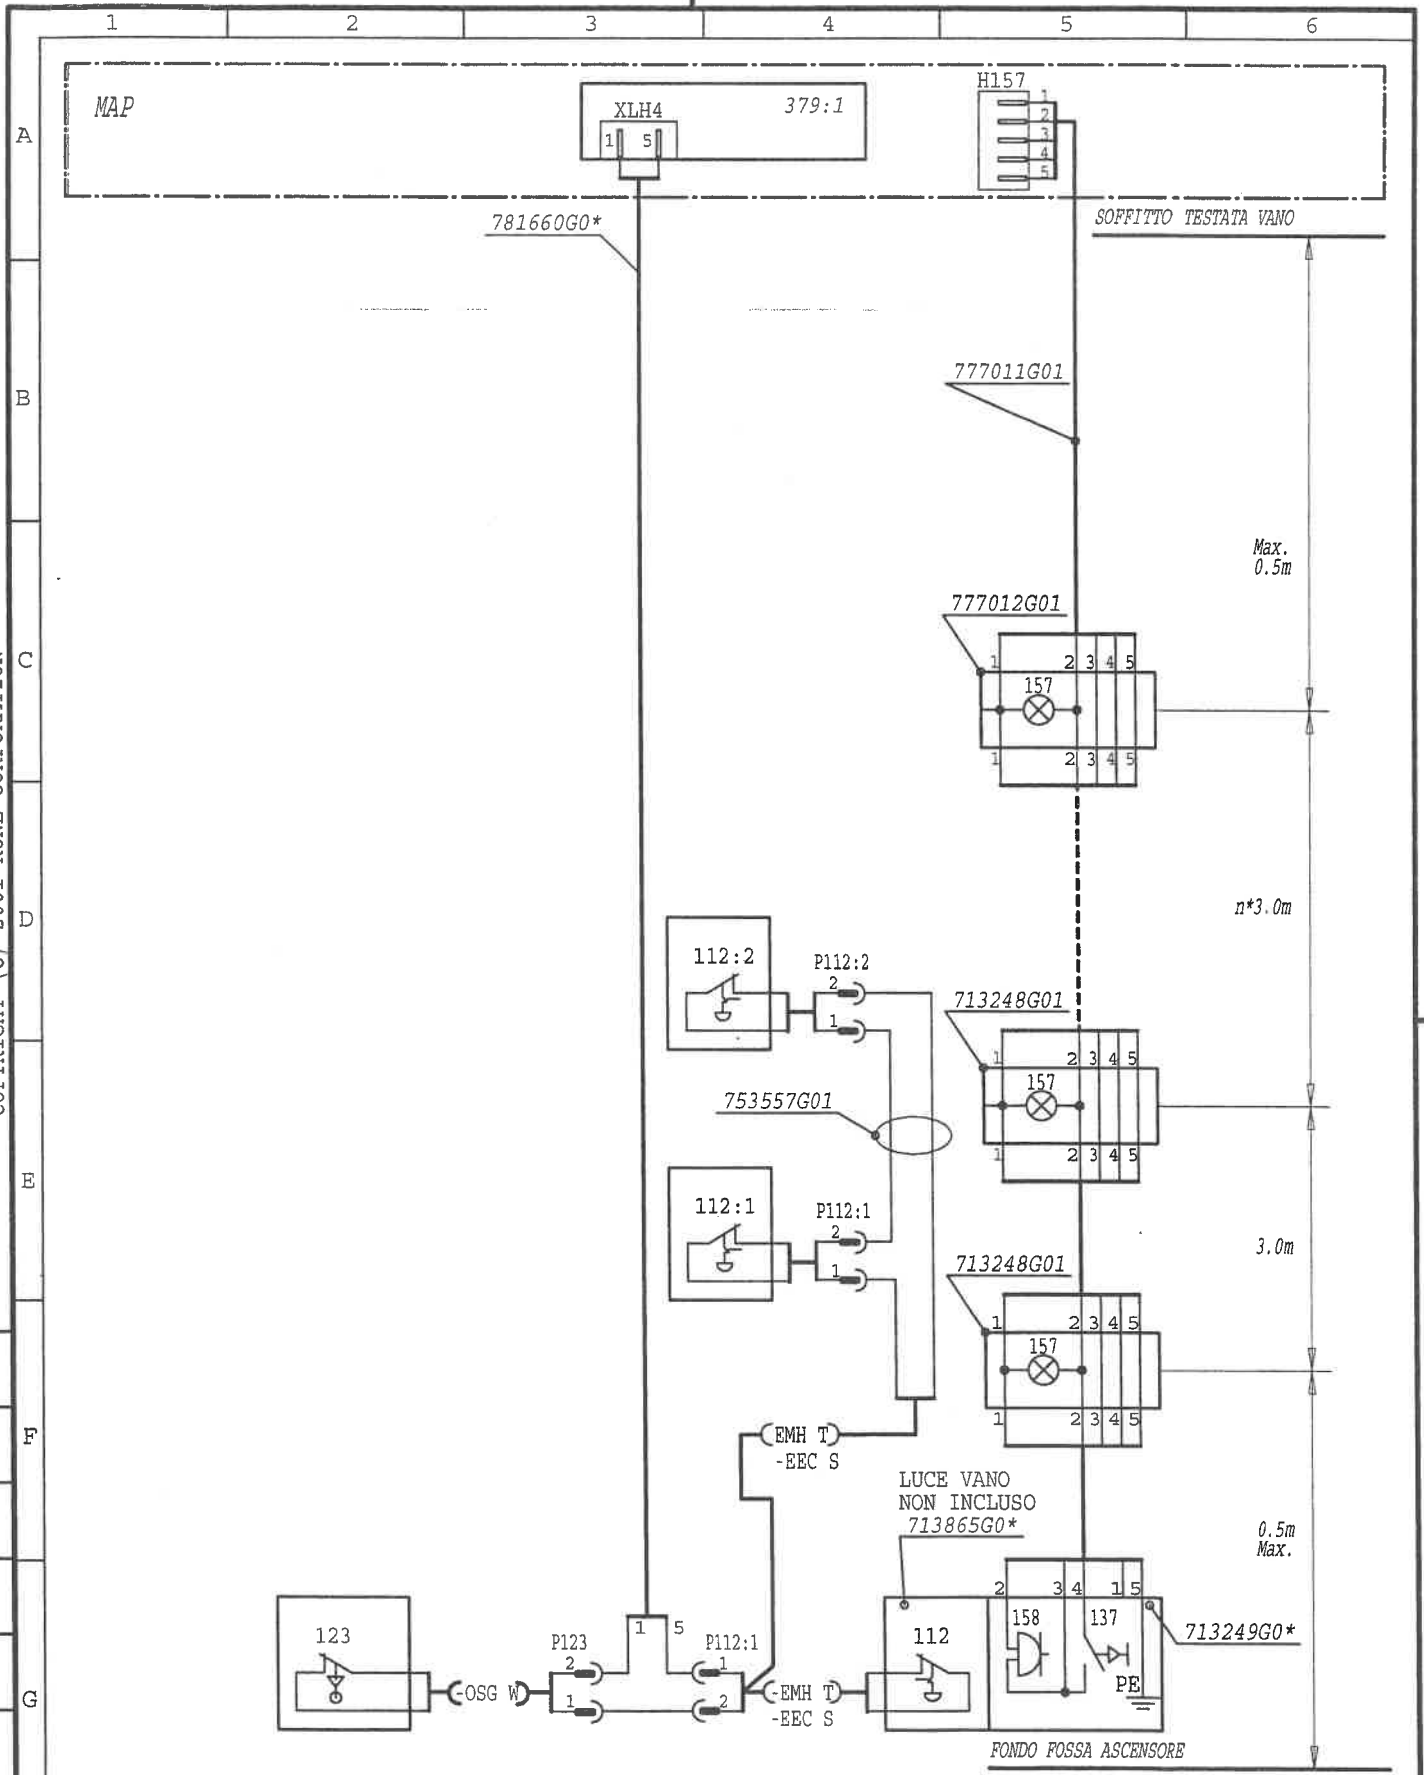 1 2 3 4 5 6
A
MAP
XLH4
379:1
1 5
H157
1
2
3
4
5
781660G0*
SOFFITTO TESTATA VANO
B
777011G01
Max.
0.5m
C
777012G01
1 2 3 4 5
157
1 2 3 4 5
D
n*3.0m
112:2
P112:2
2
1
713248G01
1 2 3 4 5
157
1 2 3 4 5
753557G01
E
112:1
P112:1
2
1
3.0m
713248G01
1 2 3 4 5
157
1 2 3 4 5
F
EMH T
-EEC S
LUCE VANO
NON INCLUSO
713865G0*
0.5m
Max.
2 3 4 1 5
158 137
PE
713249G0*
G
123
-OSG W
P123
2
1
1 5
P112:1
1
2
-EMH T
-EEC S
112
FONDO FOSSA ASCENSORE